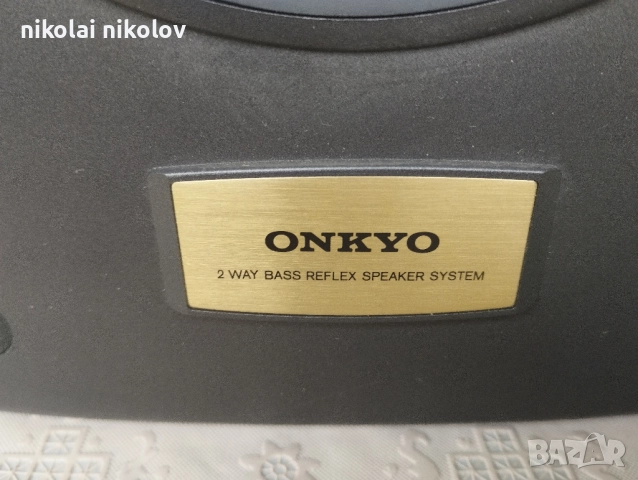 nikolai nikolov
ONKYO
2 WAY BASS REFLEX SPEAKER SYSTEM
BAZAR